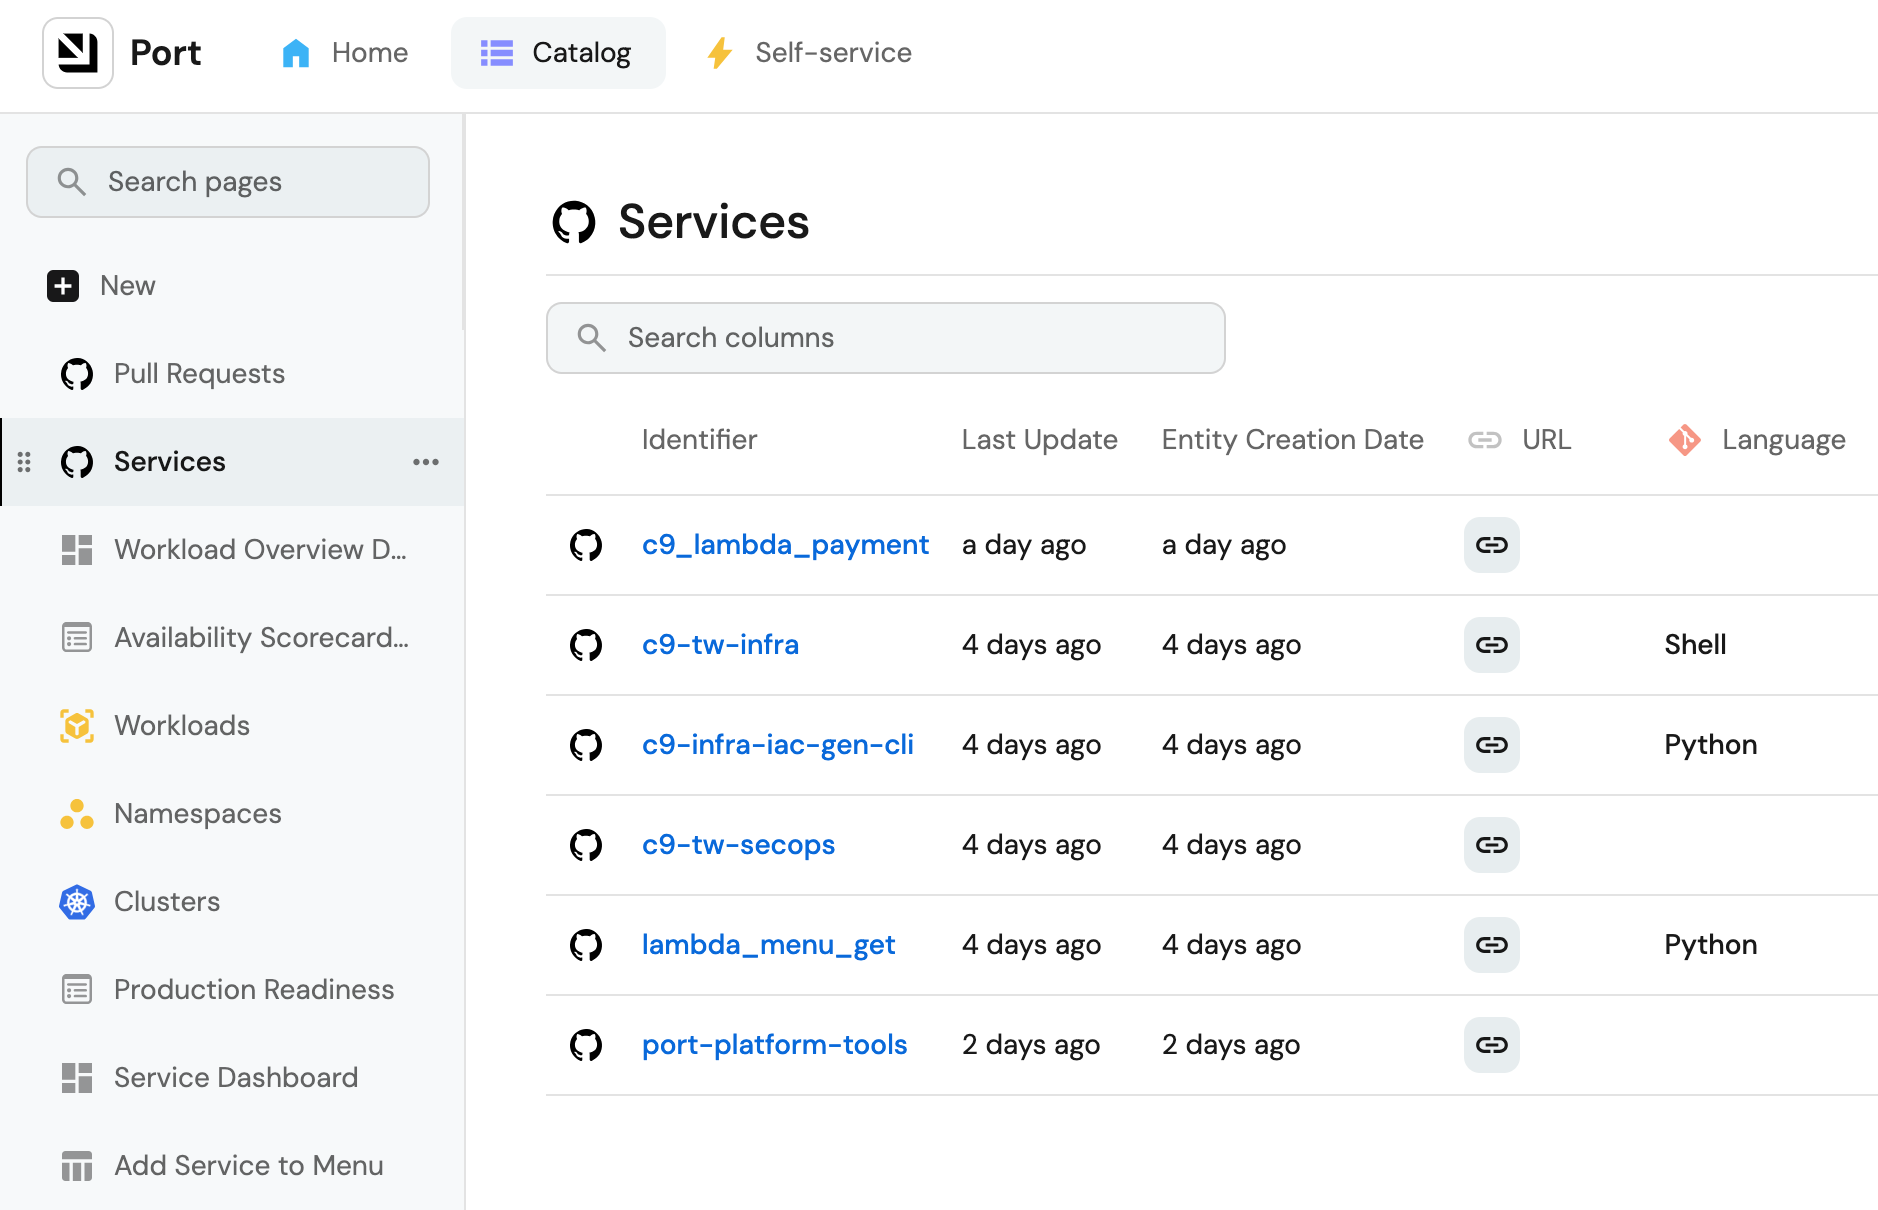 Port
Home
Catalog
Self-service
Search pages
New
Pull Requests
Services
Workload Overview D...
Availability Scorecard...
Workloads
Namespaces
Clusters
Production Readiness
Service Dashboard
Add Service to Menu
Services
Search columns
Identifier Last Update Entity Creation Date URL Language
c9_lambda_payment a day ago a day ago
c9-tw-infra 4 days ago 4 days ago Shell
c9-infra-iac-gen-cli 4 days ago 4 days ago Python
c9-tw-secops 4 days ago 4 days ago
lambda_menu_get 4 days ago 4 days ago Python
port-platform-tools 2 days ago 2 days ago